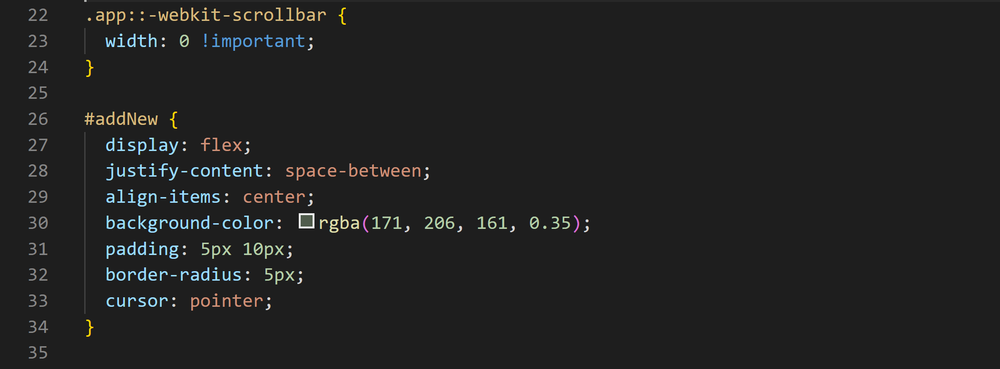 22 .app::-webkit-scrollbar {
23   width: 0 !important;
24 }
25
26 #addNew {
27   display: flex;
28   justify-content: space-between;
29   align-items: center;
30   background-color: rgba(171, 206, 161, 0.35);
31   padding: 5px 10px;
32   border-radius: 5px;
33   cursor: pointer;
34 }
35